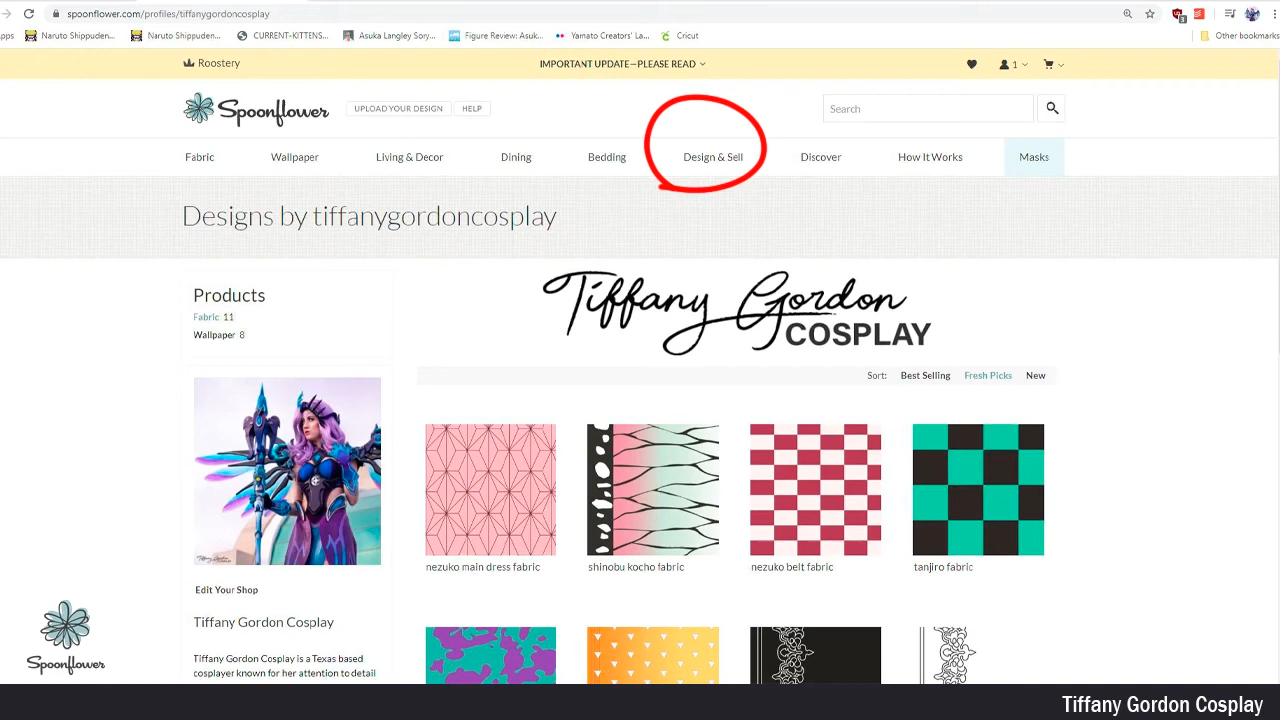 spoonflower.com/profiles/tiffanygordoncosplay
pps Naruto Shippuden... Naruto Shippuden... CURRENT-KITTENS... Asuka Langley Sory... Figure Review: Asuk... Yamato Creators' La... Cricut Other bookmarks
Roostery IMPORTANT UPDATE—PLEASE READ 1
Spoonflower UPLOAD YOUR DESIGN HELP Search
Fabric Wallpaper Living & Decor Dining Bedding Design & Sell Discover How It Works Masks
Designs by tiffanygordoncosplay
Tiffany Gordon
COSPLAY
Products
Fabric 11
Wallpaper 8
Sort: Best Selling Fresh Picks New
nezuko main dress fabric shinobu kocho fabric nezuko belt fabric tanjiro fabric
Tiffany Gordon
Edit Your Shop
Tiffany Gordon Cosplay
Tiffany Gordon Cosplay is a Texas based
cosplayer known for her attention to detail
Spoonflower
Tiffany Gordon Cosplay